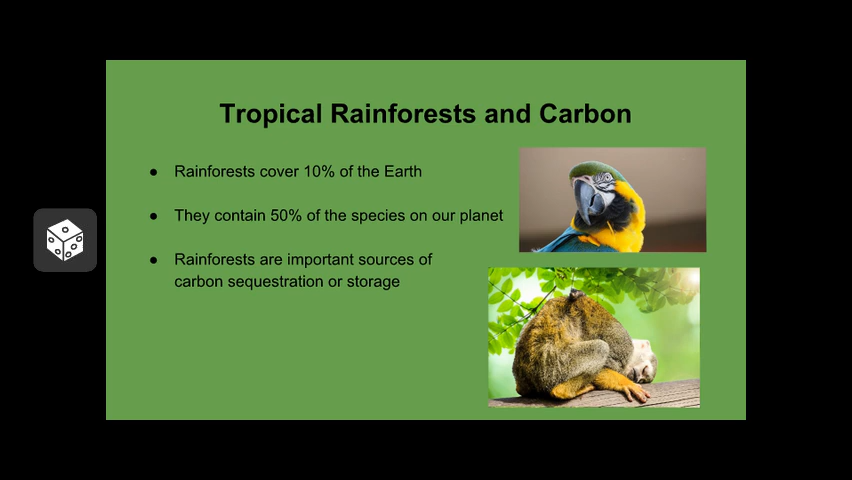 Tropical Rainforests and Carbon
● Rainforests cover 10% of the Earth
● They contain 50% of the species on our planet
● Rainforests are important sources of
carbon sequestration or storage